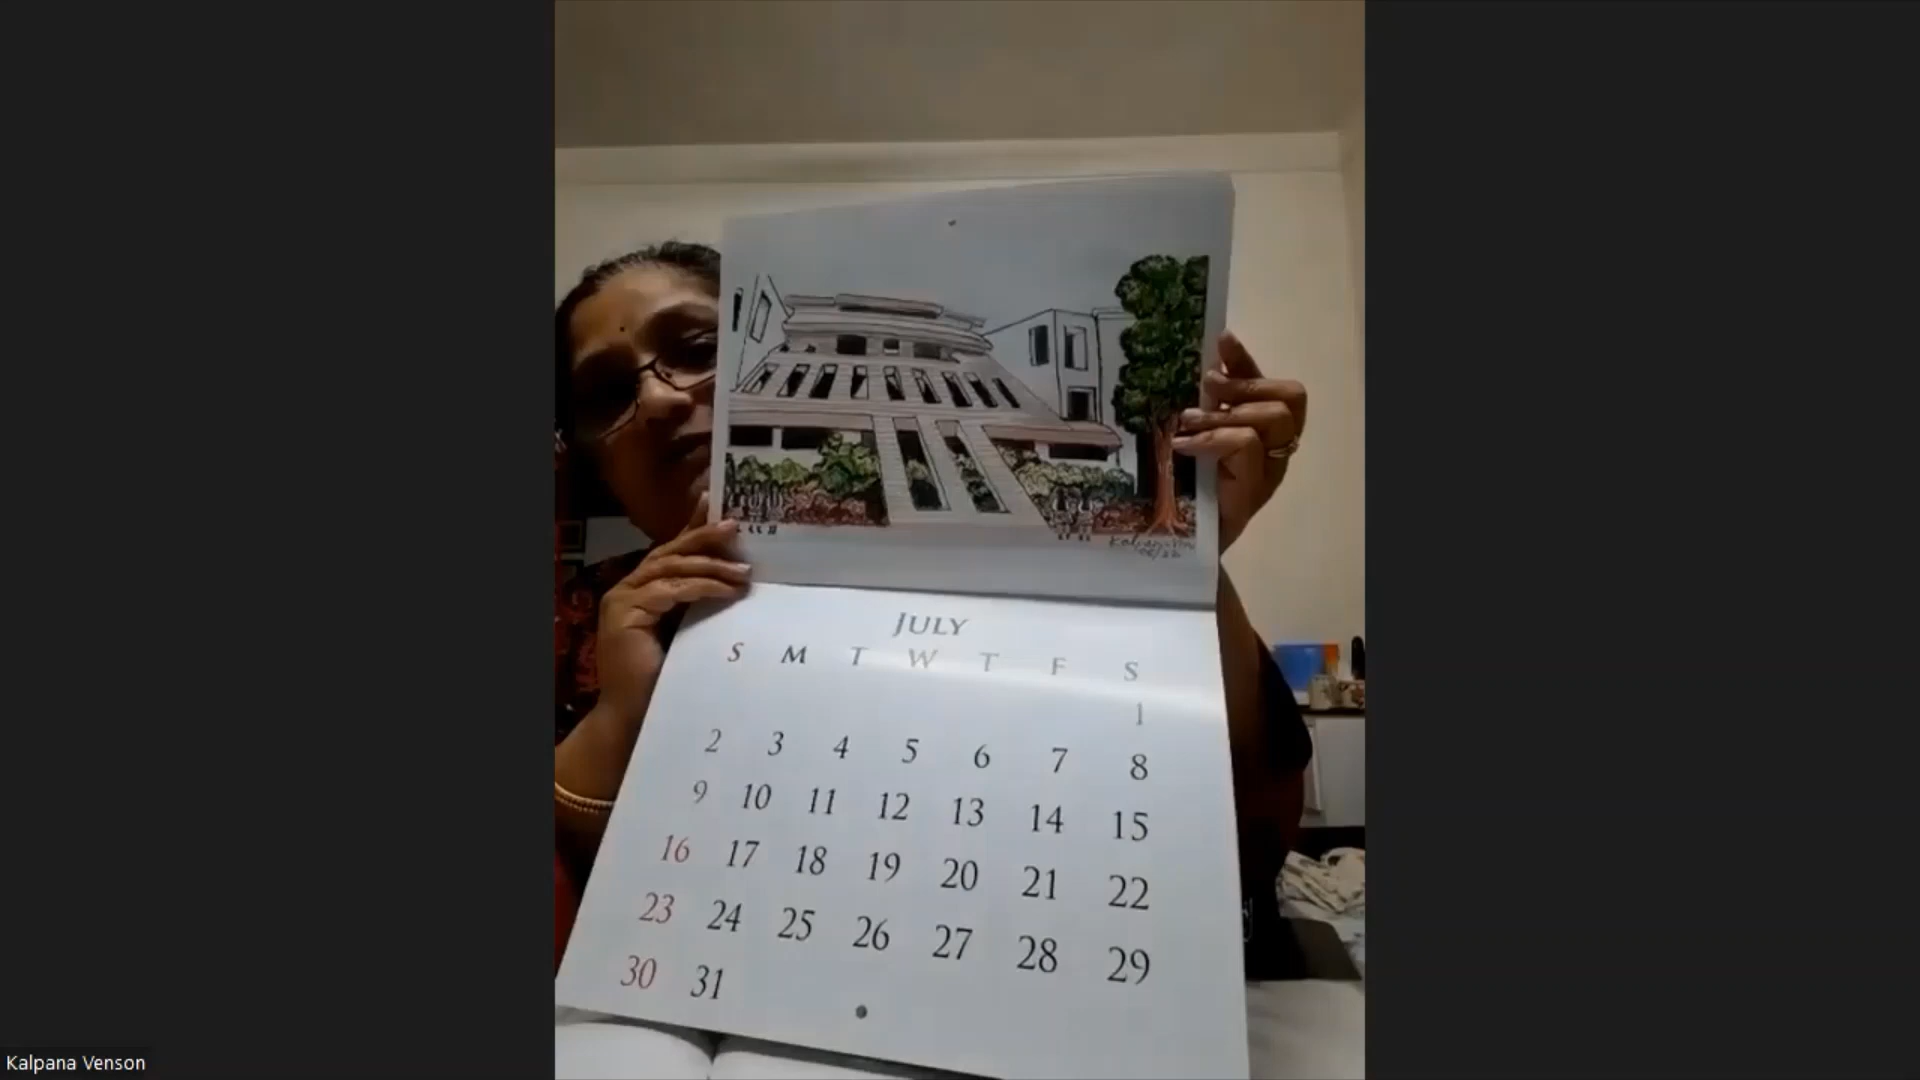 JULY
S M T W T F S
1
2 3 4 5 6 7 8
9 10 11 12 13 14 15
16 17 18 19 20 21 22
23 24 25 26 27 28 29
30 31
Kalpana Venson